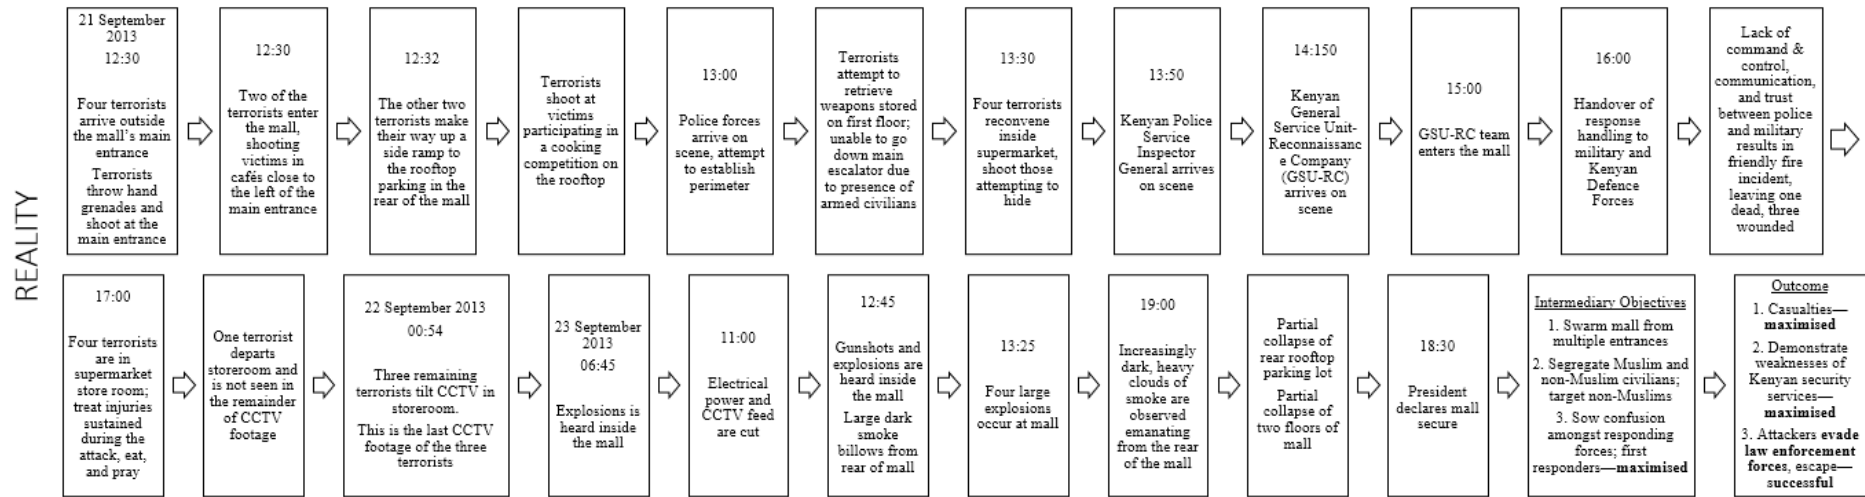 REALITY
21 September
2013
12:30
Four terrorists
arrive outside
the mall's main
entrance
Terrorists
throw hand
grenades and
shoot at the
main entrance
12:30
Two of the
terrorists enter
the mall,
shooting
victims in
cafés close to
the left of the
main entrance
12:32
The other two
terrorists make
their way up a
side ramp to
the rooftop
parking in the
rear of the mall
Terrorists
shoot at
victims
participating in
a cooking
competition on
the rooftop
13:00
Police forces
arrive on
scene, attempt
to establish
perimeter
Terrorists
attempt to
retrieve
weapons stored
on first floor;
unable to go
down main
escalator due
to presence of
armed civilians
13:30
Four terrorists
reconvene
inside
supermarket,
shoot those
attempting to
hide
13:50
Kenyan Police
Service
Inspector
General arrives
on scene
14:150
Kenyan
General
Service Unit-
Reconnaissanc
e Company
(GSU-RC)
arrives on
scene
15:00
GSU-RC team
enters the mall
16:00
Handover of
response
handling to
military and
Kenyan
Defence
Forces
Lack of
command &
control,
communication,
and trust
between police
and military
results in
friendly fire
incident,
leaving one
dead, three
wounded
17:00
Four terrorists
are in
supermarket
store room;
treat injuries
sustained
during the
attack, eat,
and pray
One terrorist
departs
storeroom and
is not seen in
the remainder
of CCTV
footage
22 September 2013
00:54
Three remaining
terrorists tilt CCTV in
storeroom.
This is the last CCTV
footage of the three
terrorists
23 September
2013
06:45
Explosions is
heard inside
the mall
11:00
Electrical
power and
CCTV feed
are cut
12:45
Gunshots and
explosions are
heard inside
the mall
Large dark
smoke
billows from
rear of mall
13:25
Four large
explosions
occur at mall
19:00
Increasingly
dark, heavy
clouds of
smoke are
observed
emanating
from the rear
of the mall
Partial
collapse of
rear rooftop
parking lot
Partial
collapse of
two floors of
mall
18:30
President
declares mall
secure
Intermediary Objectives
1. Swarm mall from
multiple entrances
2. Segregate Muslim and
non-Muslim civilians;
target non-Muslims
3. Sow confusion
amongst responding
forces; first
responders—maximised
Outcome
1. Casualties—
maximised
2. Demonstrate
weaknesses of
Kenyan security
services—
maximised
3. Attackers evade
law enforcement
forces, escape—
successful